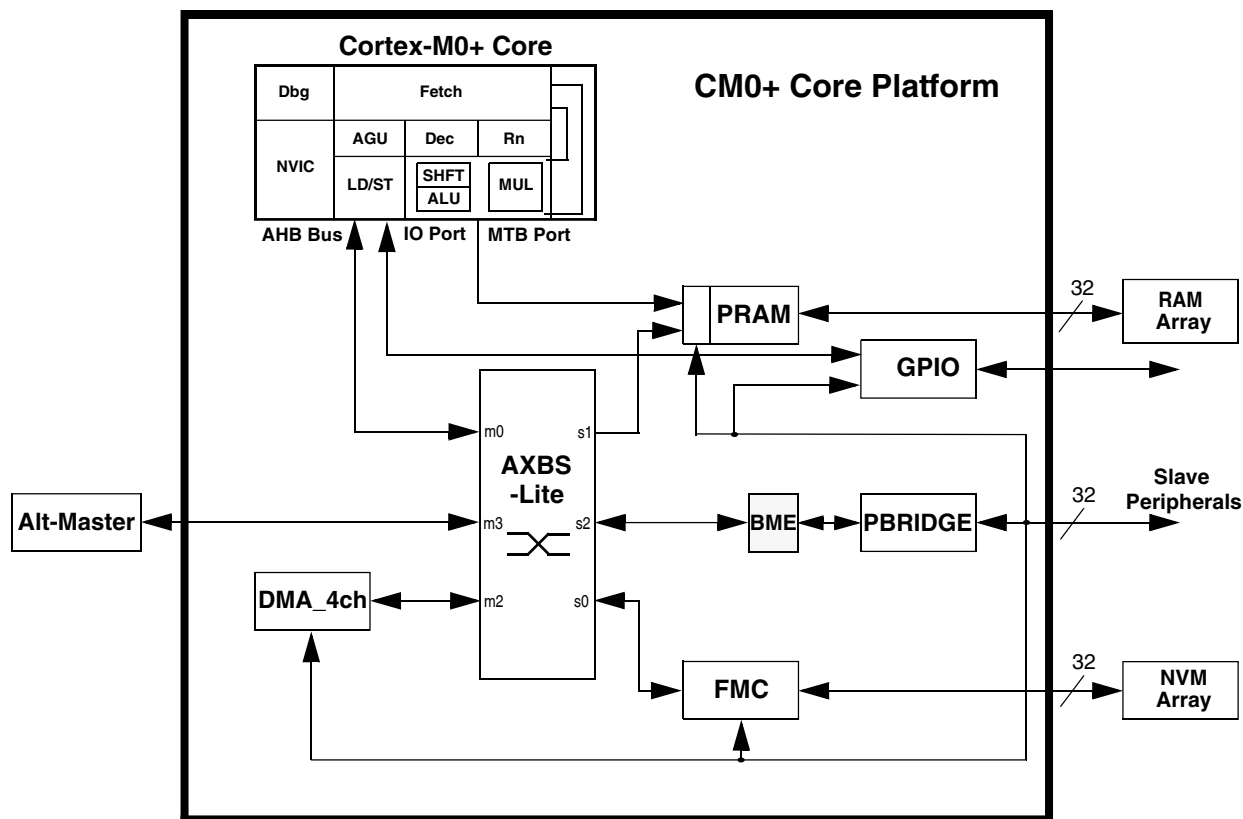 Cortex-M0+ Core
CM0+ Core Platform
Dbg
Fetch
AGU
Dec
Rn
NVIC
LD/ST
SHFT
ALU
MUL
AHB Bus
IO Port
MTB Port
PRAM
32
RAM
Array
GPIO
m0
s1
AXBS
-Lite
Alt-Master
m3
s2
BME
PBRIDGE
32
Slave
Peripherals
DMA_4ch
m2
s0
FMC
32
NVM
Array